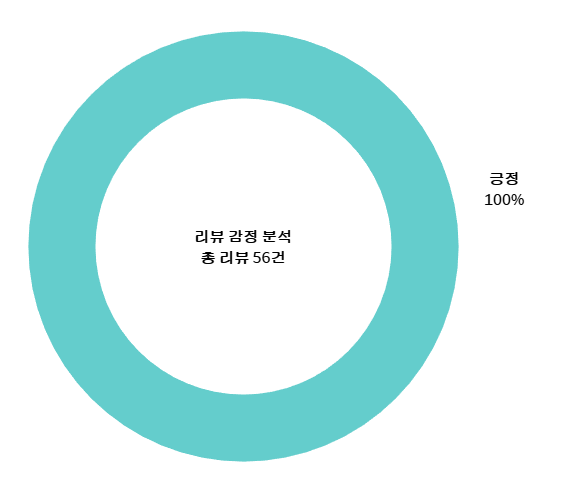 긍정
100%
리뷰 감정 분석
총 리뷰 56건